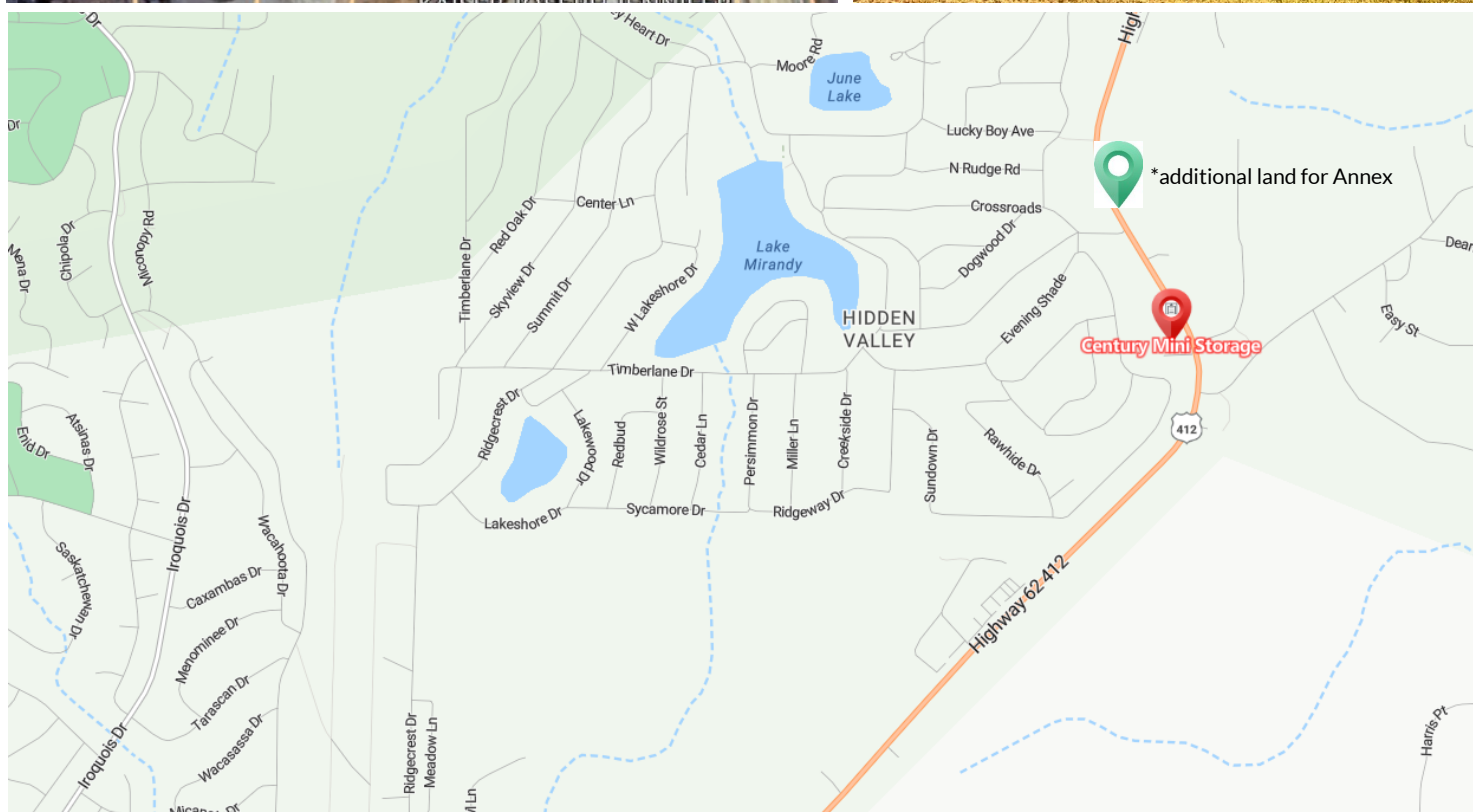 June
Lake
Moore Rd
Lucky Boy Ave
N Rudge Rd
*additional land for Annex
Crossroads
Dogwood Dr
Center Ln
Red Oak Dr
Timberlane Dr
Skyview Dr
Summit Dr
W Lakeshore Dr
Lake
Mirandy
HIDDEN
VALLEY
Evening Shade
Century Mini Storage
Easy St
412
Miconopy Rd
Chipola Dr
Mena Dr
Timberlane Dr
Ridgecrest Dr
Lakewood Dr
Redbud
Wildrose St
Cedar Ln
Persimmon Dr
Miller Ln
Creekside Dr
Sundown Dr
Rawhide Dr
Lakeshore Dr
Sycamore Dr
Ridgeway Dr
Atsinas Dr
Enid Dr
Iroquois Dr
Wacahoota Dr
Saskatchewan Dr
Caxambas Dr
Menominee Dr
Tarascan Dr
Wacasassa Dr
Iroquois Dr
Ridgecrest Dr
Meadow Ln
Highway 62 412
Harris Pt